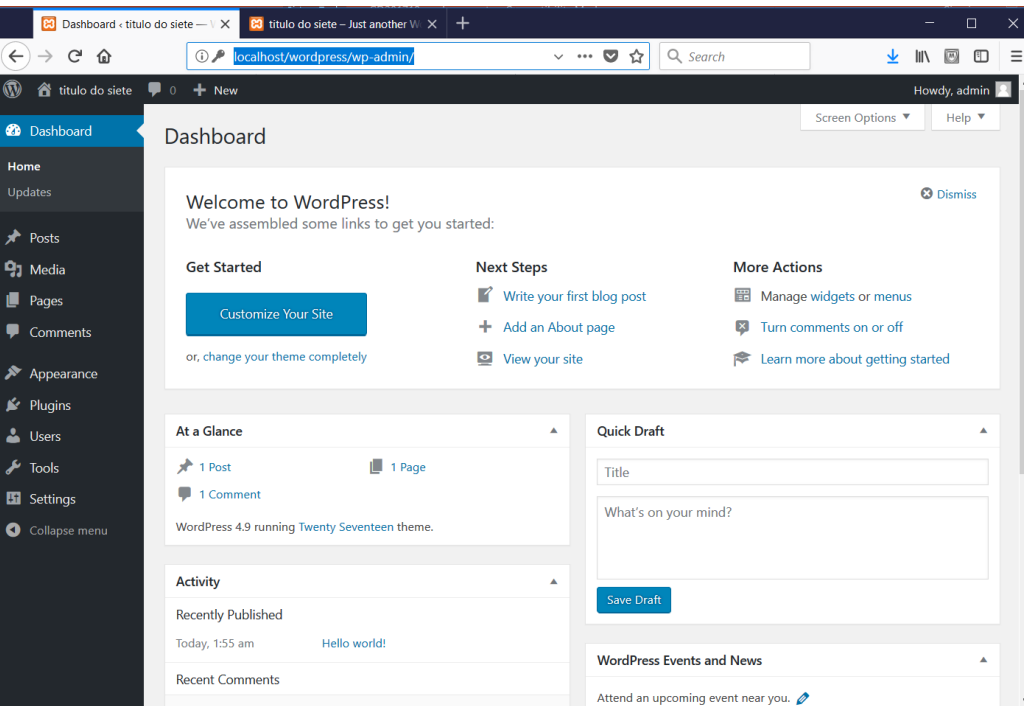 Dashboard ‹ titulo do siete — W
titulo do siete – Just another W
localhost/wordpress/wp-admin/
Search
titulo do siete
0
New
Howdy, admin
Screen Options
Help
Dashboard
Home
Updates
Posts
Media
Pages
Comments
Appearance
Plugins
Users
Tools
Settings
Collapse menu
Dashboard
Welcome to WordPress!
Dismiss
We've assembled some links to get you started:
Get Started
Customize Your Site
or, change your theme completely
Next Steps
Write your first blog post
Add an About page
View your site
More Actions
Manage widgets or menus
Turn comments on or off
Learn more about getting started
At a Glance
1 Post
1 Page
1 Comment
WordPress 4.9 running Twenty Seventeen theme.
Activity
Recently Published
Today, 1:55 am Hello world!
Recent Comments
Quick Draft
Title
What's on your mind?
Save Draft
WordPress Events and News
Attend an upcoming event near you.